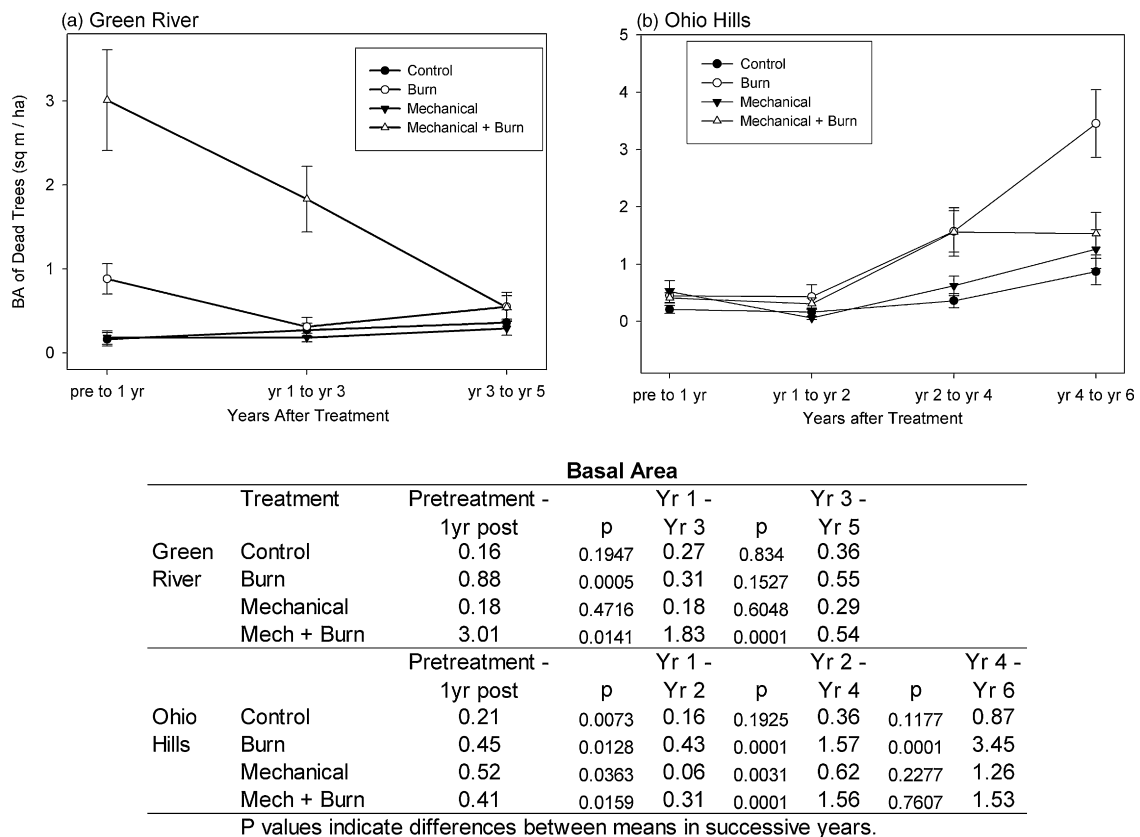 (a) Green River
BA of Dead Trees (sq m / ha)
3
2
1
0
Control
Burn
Mechanical
Mechanical + Burn
pre to 1 yr yr 1 to yr 3 yr 3 to yr 5
Years After Treatment
(b) Ohio Hills
5
4
3
2
1
0
Control
Burn
Mechanical
Mechanical + Burn
pre to 1 yr yr 1 to yr 2 yr 2 to yr 4 yr 4 to yr 6
Years after Treatment
Basal Area
Treatment Pretreatment - Yr 1 - Yr 3 -
1yr post p Yr 3 p Yr 5
Green Control 0.16 0.1947 0.27 0.834 0.36
River Burn 0.88 0.0005 0.31 0.1527 0.55
Mechanical 0.18 0.4716 0.18 0.6048 0.29
Mech + Burn 3.01 0.0141 1.83 0.0001 0.54
Pretreatment - Yr 1 - Yr 2 - Yr 4 -
1yr post p Yr 2 p Yr 4 p Yr 6
Ohio Control 0.21 0.0073 0.16 0.1925 0.36 0.1177 0.87
Hills Burn 0.45 0.0128 0.43 0.0001 1.57 0.0001 3.45
Mechanical 0.52 0.0363 0.06 0.0031 0.62 0.2277 1.26
Mech + Burn 0.41 0.0159 0.31 0.0001 1.56 0.7607 1.53
P values indicate differences between means in successive years.